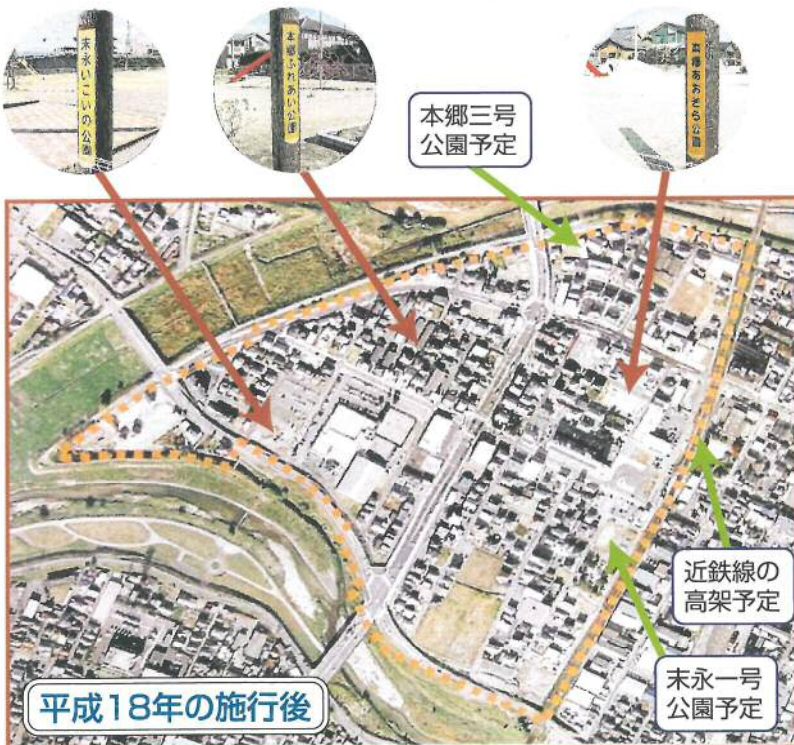 末永いこいの公園
本郷ふれあい公園
本郷あおぞら公園
本郷三号
公園予定
近鉄線の
高架予定
末永一号
公園予定
平成18年の施行後